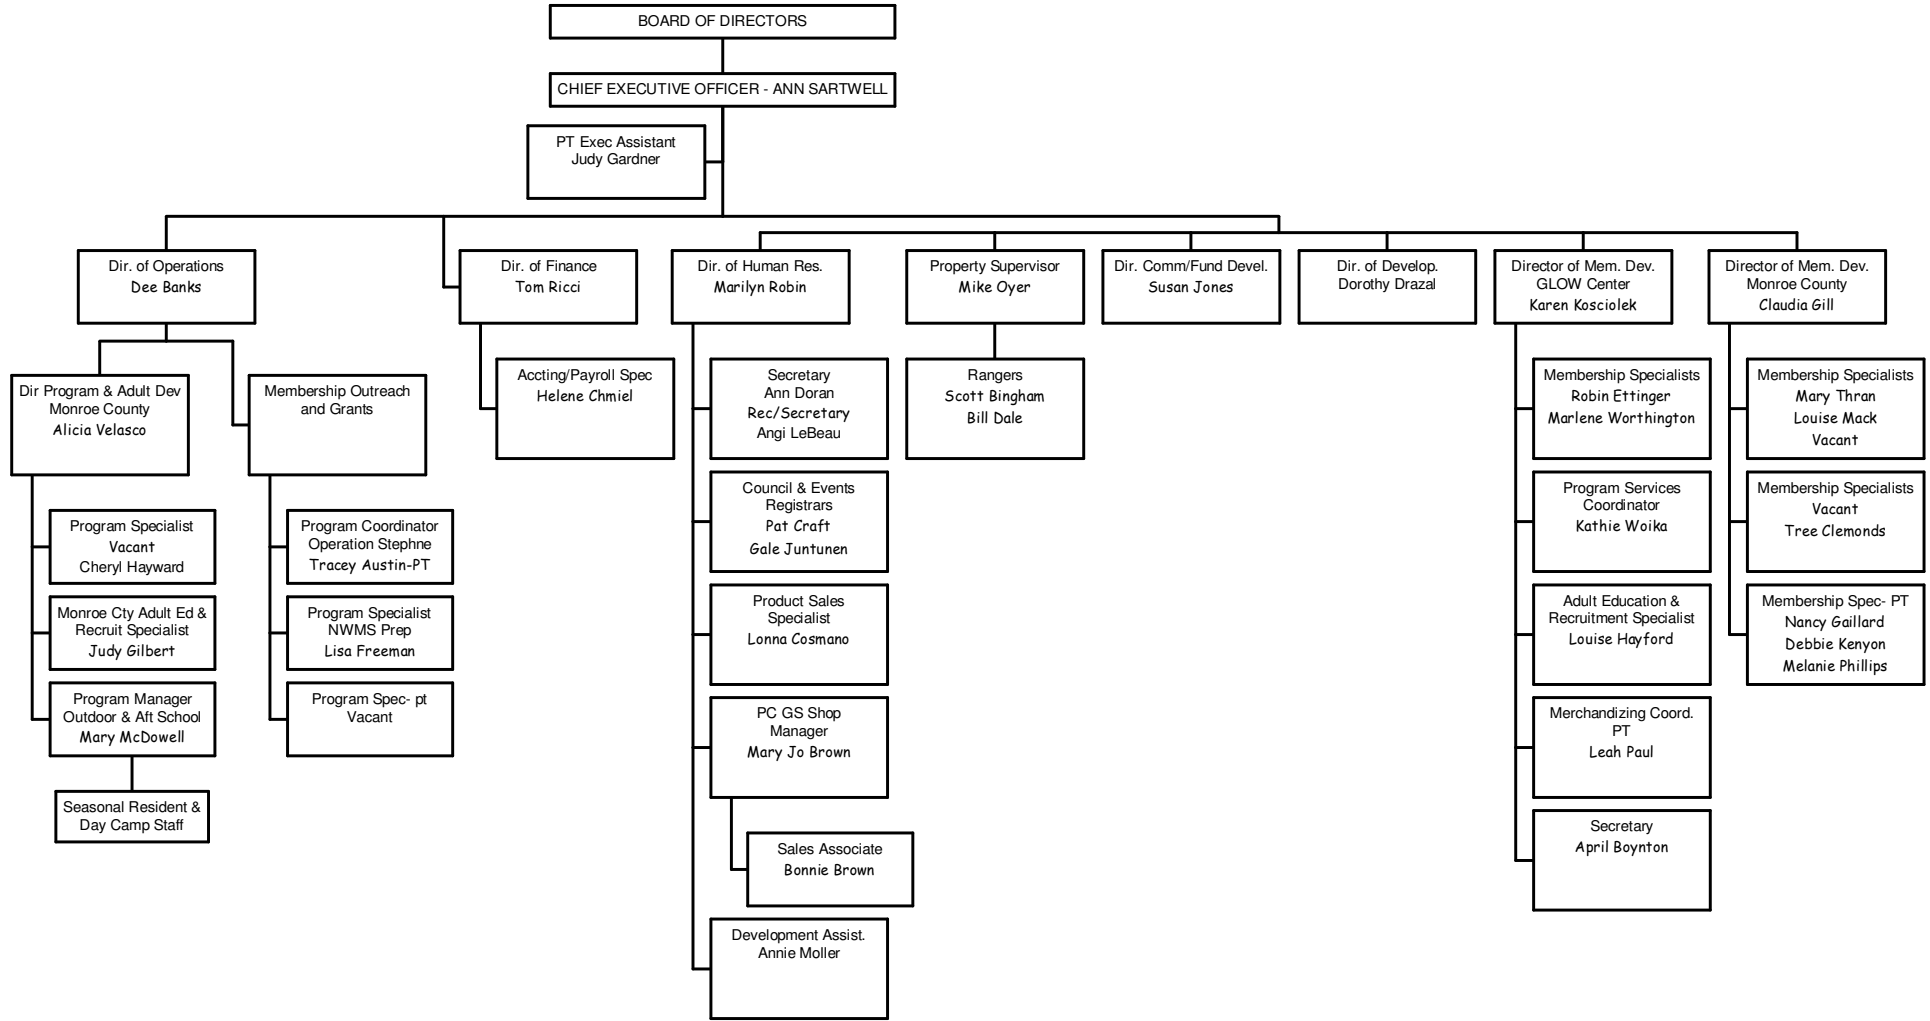 BOARD OF DIRECTORS
CHIEF EXECUTIVE OFFICER - ANN SARTWELL
PT Exec Assistant
Judy Gardner
Dir. of Operations
Dee Banks
Dir. of Finance
Tom Ricci
Dir. of Human Res.
Marilyn Robin
Property Supervisor
Mike Oyer
Dir. Comm/Fund Devel.
Susan Jones
Dir. of Develop.
Dorothy Drazal
Director of Mem. Dev.
GLOW Center
Karen Kosciolek
Director of Mem. Dev.
Monroe County
Claudia Gill
Dir Program & Adult Dev
Monroe County
Alicia Velasco
Membership Outreach
and Grants
Program Specialist
Vacant
Cheryl Hayward
Monroe Cty Adult Ed &
Recruit Specialist
Judy Gilbert
Program Manager
Outdoor & Aft School
Mary McDowell
Seasonal Resident &
Day Camp Staff
Program Coordinator
Operation Stephne
Tracey Austin-PT
Program Specialist
NWMS Prep
Lisa Freeman
Program Spec- pt
Vacant
Accting/Payroll Spec
Helene Chmiel
Secretary
Ann Doran
Rec/Secretary
Angi LeBeau
Council & Events
Registrars
Pat Craft
Gale Juntunen
Product Sales
Specialist
Lonna Cosmano
PC GS Shop
Manager
Mary Jo Brown
Sales Associate
Bonnie Brown
Development Assist.
Annie Moller
Rangers
Scott Bingham
Bill Dale
Membership Specialists
Robin Ettinger
Marlene Worthington
Program Services
Coordinator
Kathie Woika
Adult Education &
Recruitment Specialist
Louise Hayford
Merchandizing Coord.
PT
Leah Paul
Secretary
April Boynton
Membership Specialists
Mary Thran
Louise Mack
Vacant
Membership Specialists
Vacant
Tree Clemonds
Membership Spec- PT
Nancy Gaillard
Debbie Kenyon
Melanie Phillips